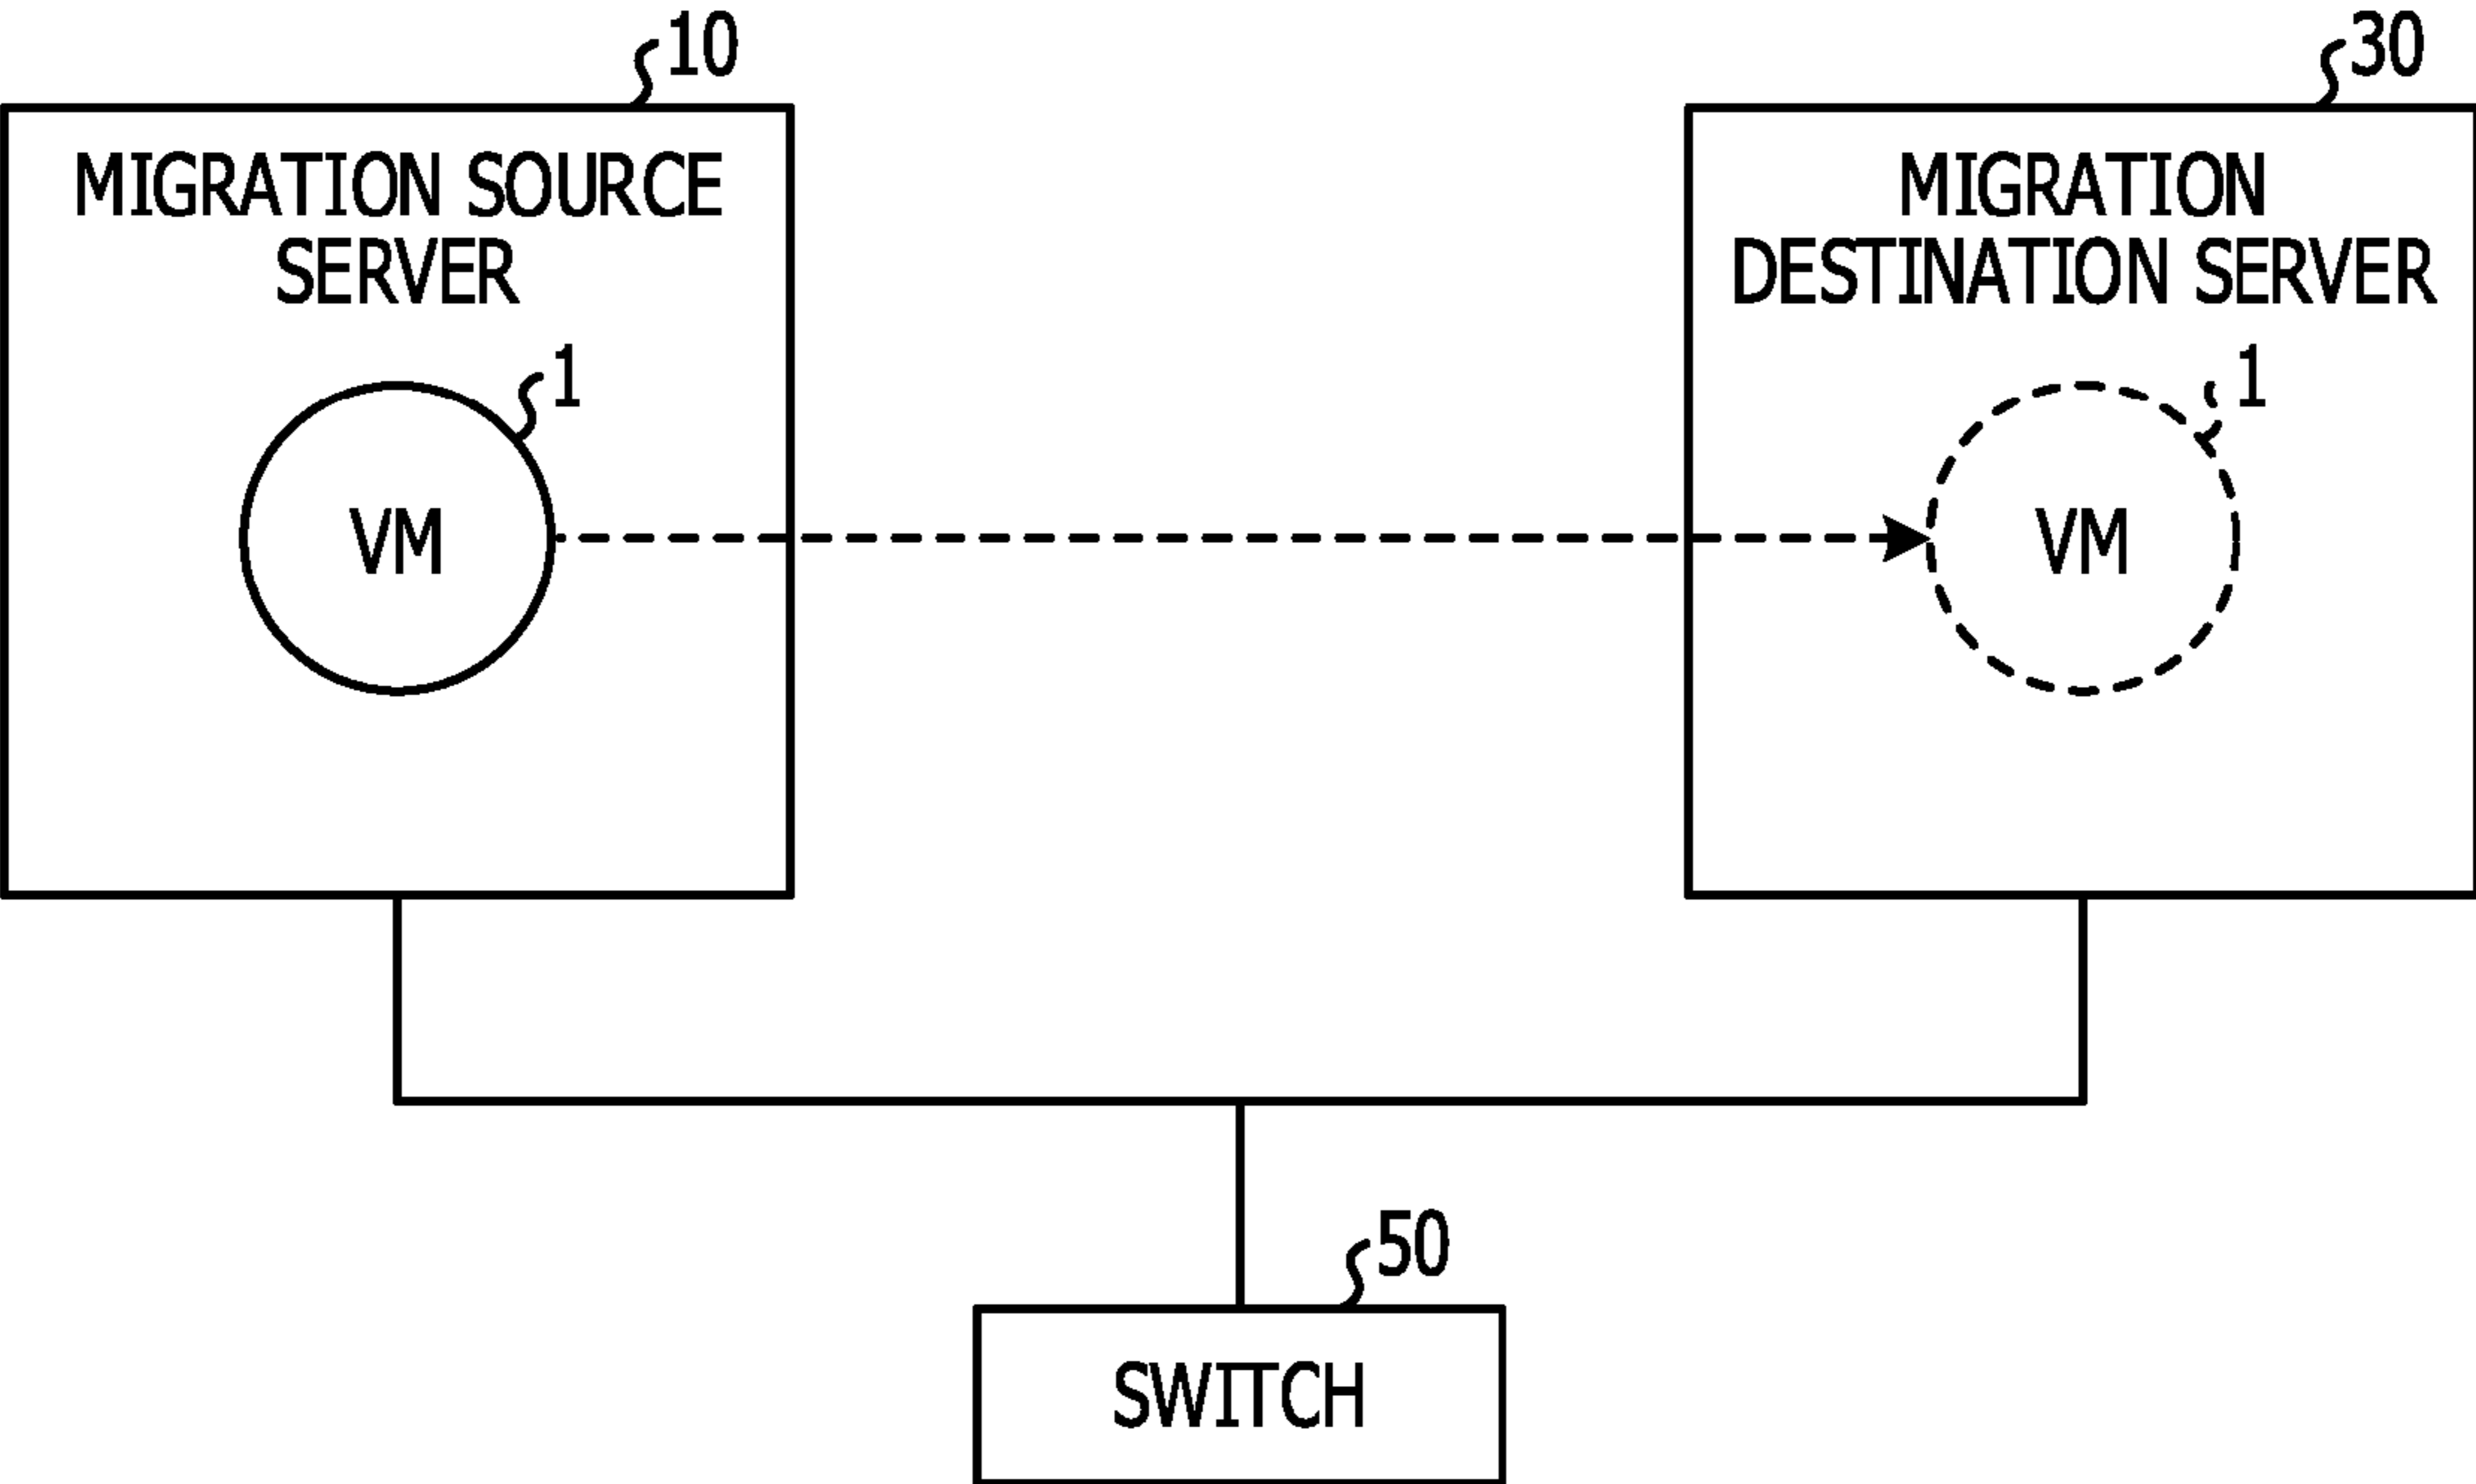 10
30
MIGRATION SOURCE
SERVER
MIGRATION
DESTINATION SERVER
1
1
VM
VM
50
SWITCH